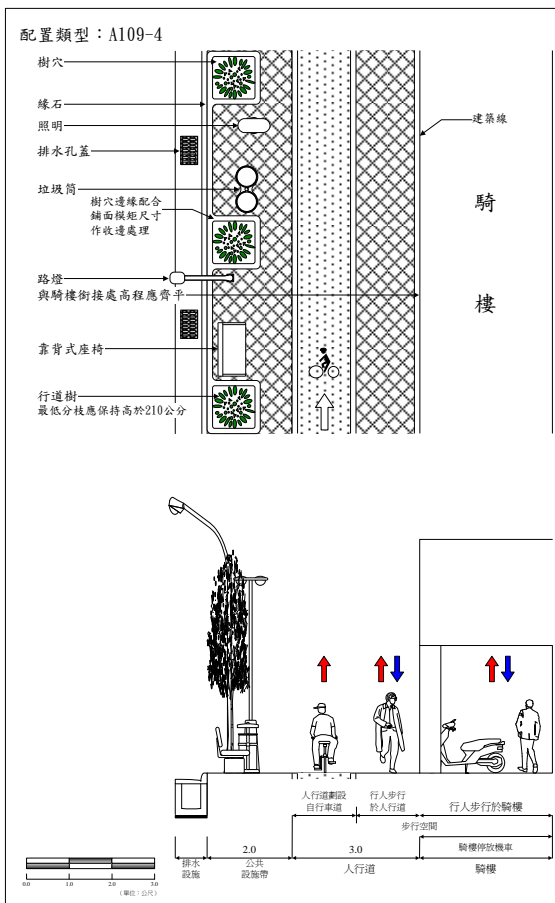 配置類型：A109-4
樹穴
緣石
照明
建築線
排水孔蓋
垃圾筒
樹穴邊緣配合
鋪面模矩尺寸
作收邊處理
騎
樓
路燈
與騎樓銜接處高程應齊平
靠背式座椅
行道樹
最低分枝應保持高於210公分
人行道劃設
自行車道
行人步行
於人行道
行人步行於騎樓
步行空間
2.0
3.0
騎樓停放機車
排水
設施
公共
設施帶
人行道
騎樓
0.0 1.0 2.0 3.0
(單位：公尺)